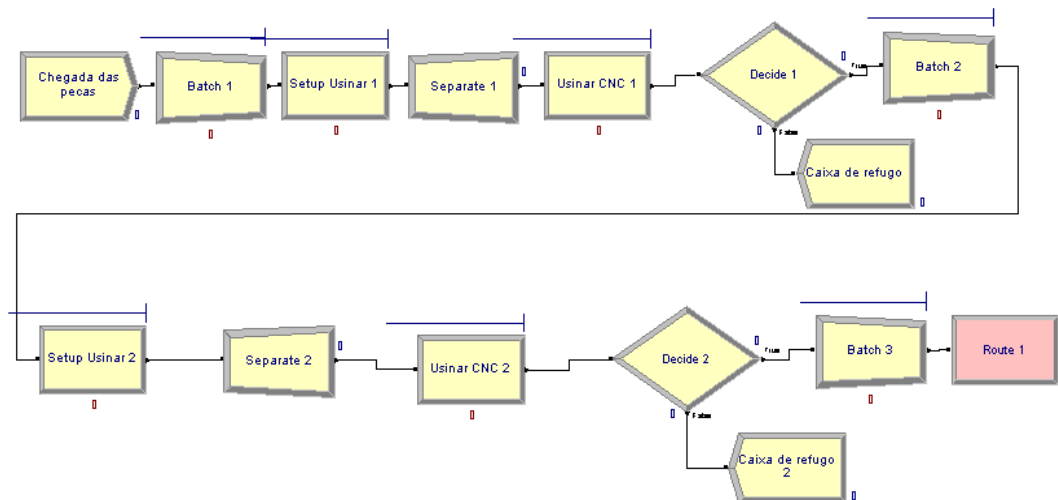 Chegada das
pecas
Batch 1
Setup Usinar 1
Separate 1
Usinar CNC 1
Decide 1
True
Batch 2
False
Caixa de refugo
Setup Usinar 2
Separate 2
Usinar CNC 2
Decide 2
True
Batch 3
Route 1
False
Caixa de refugo
2